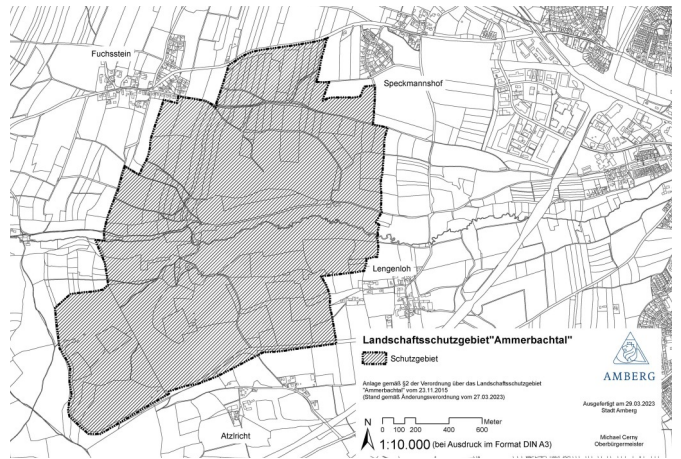 Fuchsstein
Speckmannshof
Lengenloh
Atzlricht
Landschaftsschutzgebiet"Ammerbachtal"
Schutzgebiet
Anlage gemäß §2 der Verordnung über das Landschaftsschutzgebiet
"Ammerbachtal" vom 23.11.2015
(Stand gemäß Änderungsverordnung vom 27.03.2023)
AMBERG
Ausgefertigt am 29.03.2023
Stadt Amberg
N
Meter
0 100 200 400 600
1:10.000 (bei Ausdruck im Format DIN A3)
Michael Cerny
Oberbürgermeister